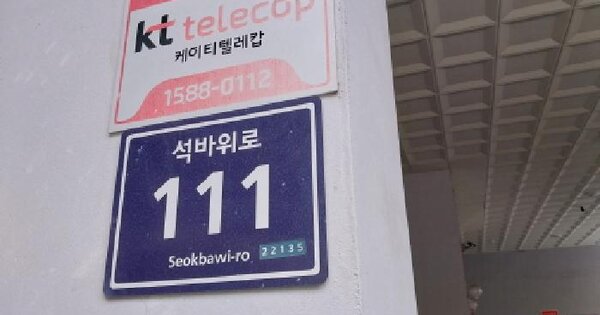 kt telecop
케이티텔레캅
1588-0112
석바위로
111
Seokbawi-ro 22135